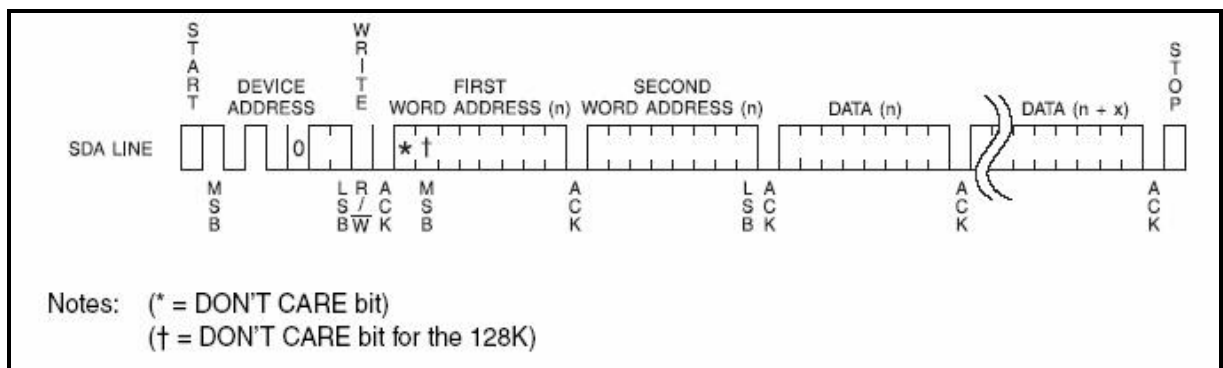 START
WRITE
STOP
DEVICE
ADDRESS
FIRST
WORD ADDRESS (n)
SECOND
WORD ADDRESS (n)
DATA (n)
DATA (n + x)
SDA LINE
0
* †
MSB
LSB
R/W
ACK
MSB
ACK
LSB
ACK
ACK
ACK
Notes: (* = DON'T CARE bit)
(† = DON'T CARE bit for the 128K)